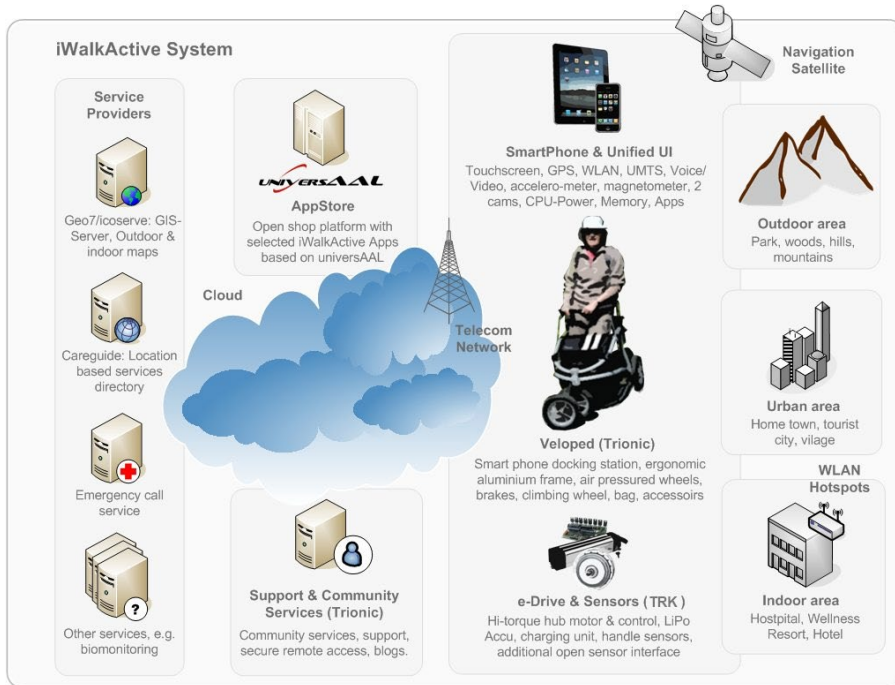 iWalkActive System
Service
Providers
Geo7/icoserve: GIS-
Server, Outdoor &
indoor maps
Careguide: Location
based services
directory
Emergency call
service
?
Other services, e.g.
biomonitoring
UNIVERSAAL
AppStore
Open shop platform with
selected iWalkActive Apps
based on universAAL
Cloud
Telecom
Network
Support & Community
Services (Trionic)
Community services, support,
secure remote access, blogs.
SmartPhone & Unified UI
Touchscreen, GPS, WLAN, UMTS, Voice/
Video, accelero-meter, magnetometer, 2
cams, CPU-Power, Memory, Apps
Veloped (Trionic)
Smart phone docking station, ergonomic
aluminium frame, air pressured wheels,
brakes, climbing wheel, bag, accessoirs
e-Drive & Sensors (TRK)
Hi-torque hub motor & control, LiPo
Accu, charging unit, handle sensors,
additional open sensor interface
Navigation
Satellite
Outdoor area
Park, woods, hills,
mountains
Urban area
Home town, tourist
city, vilage
WLAN
Hotspots
Indoor area
Hostpital, Wellness
Resort, Hotel